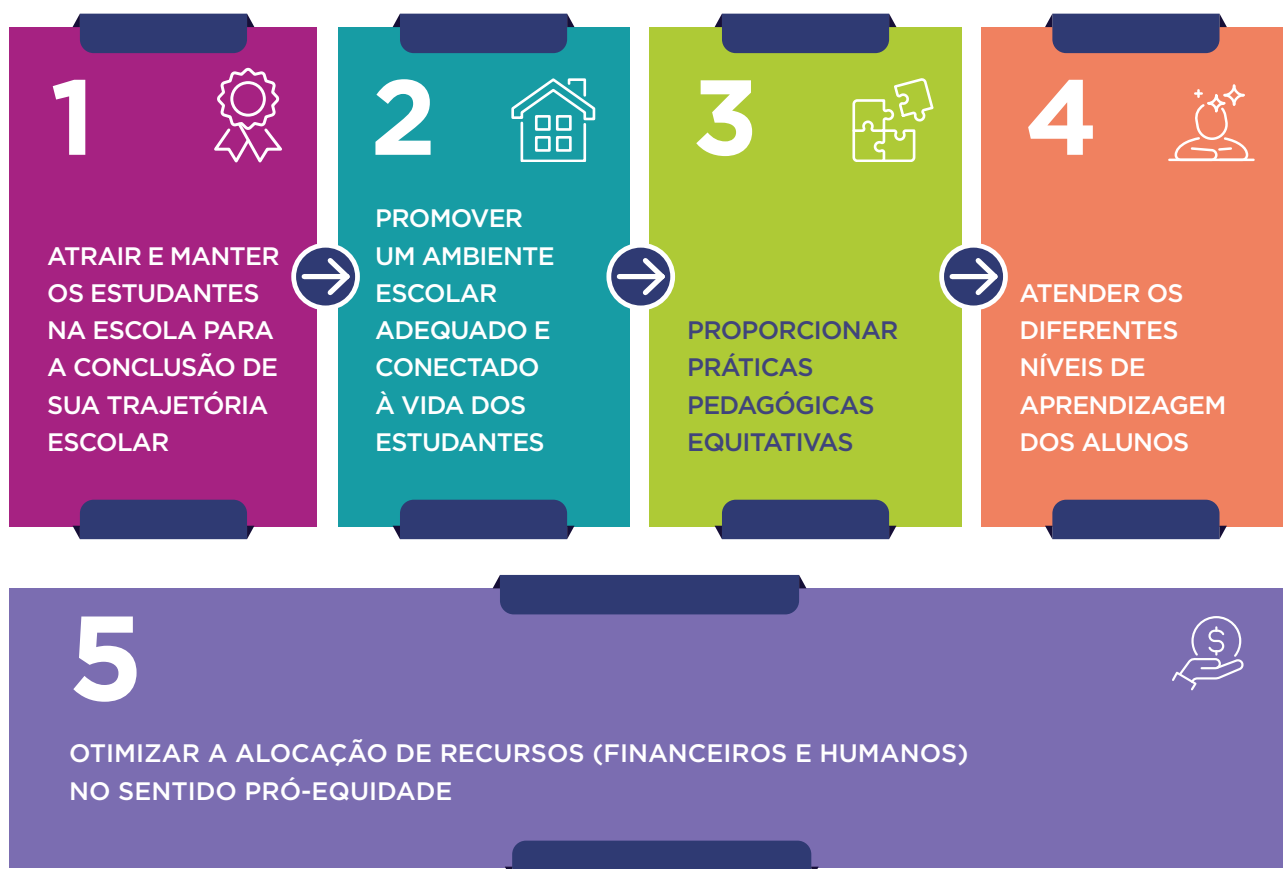 1
ATRAIR E MANTER
OS ESTUDANTES
NA ESCOLA PARA
A CONCLUSÃO DE
SUA TRAJETÓRIA
ESCOLAR
2
PROMOVER
UM AMBIENTE
ESCOLAR
ADEQUADO E
CONECTADO
À VIDA DOS
ESTUDANTES
3
PROPORCIONAR
PRÁTICAS
PEDAGÓGICAS
EQUITATIVAS
4
ATENDER OS
DIFERENTES
NÍVEIS DE
APRENDIZAGEM
DOS ALUNOS
5
$
OTIMIZAR A ALOCAÇÃO DE RECURSOS (FINANCEIROS E HUMANOS)
NO SENTIDO PRÓ-EQUIDADE